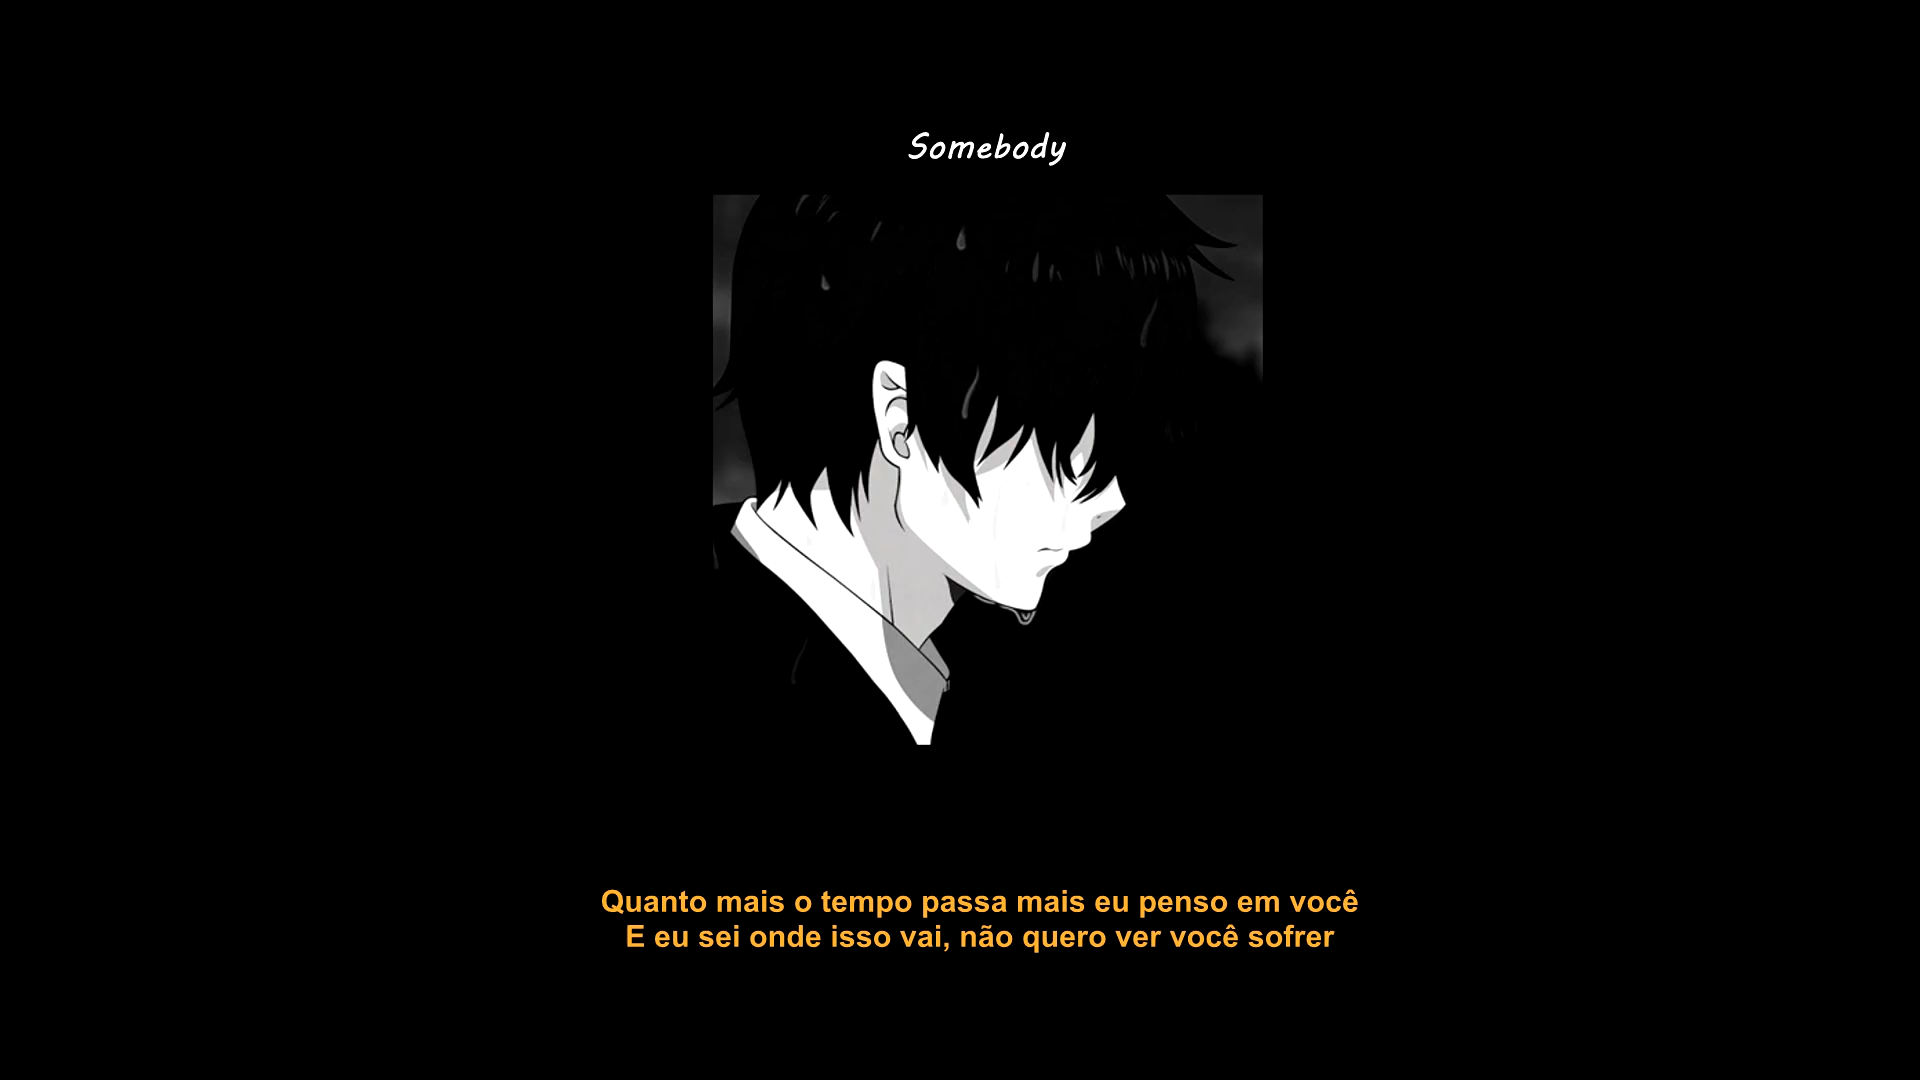 Somebody
Quanto mais o tempo passa mais eu penso em você
E eu sei onde isso vai, não quero ver você sofrer